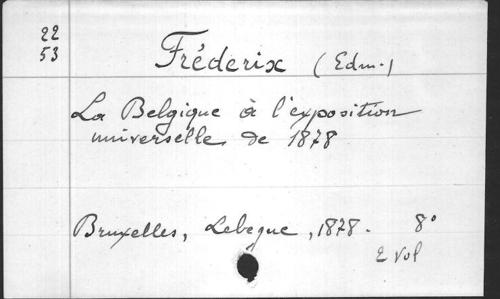 22
53
Fréderix (Edm.)
La Belgique à l'exposition
universelle de 1878
Bruxelles, Lebegue, 1878. 8°
2 vol